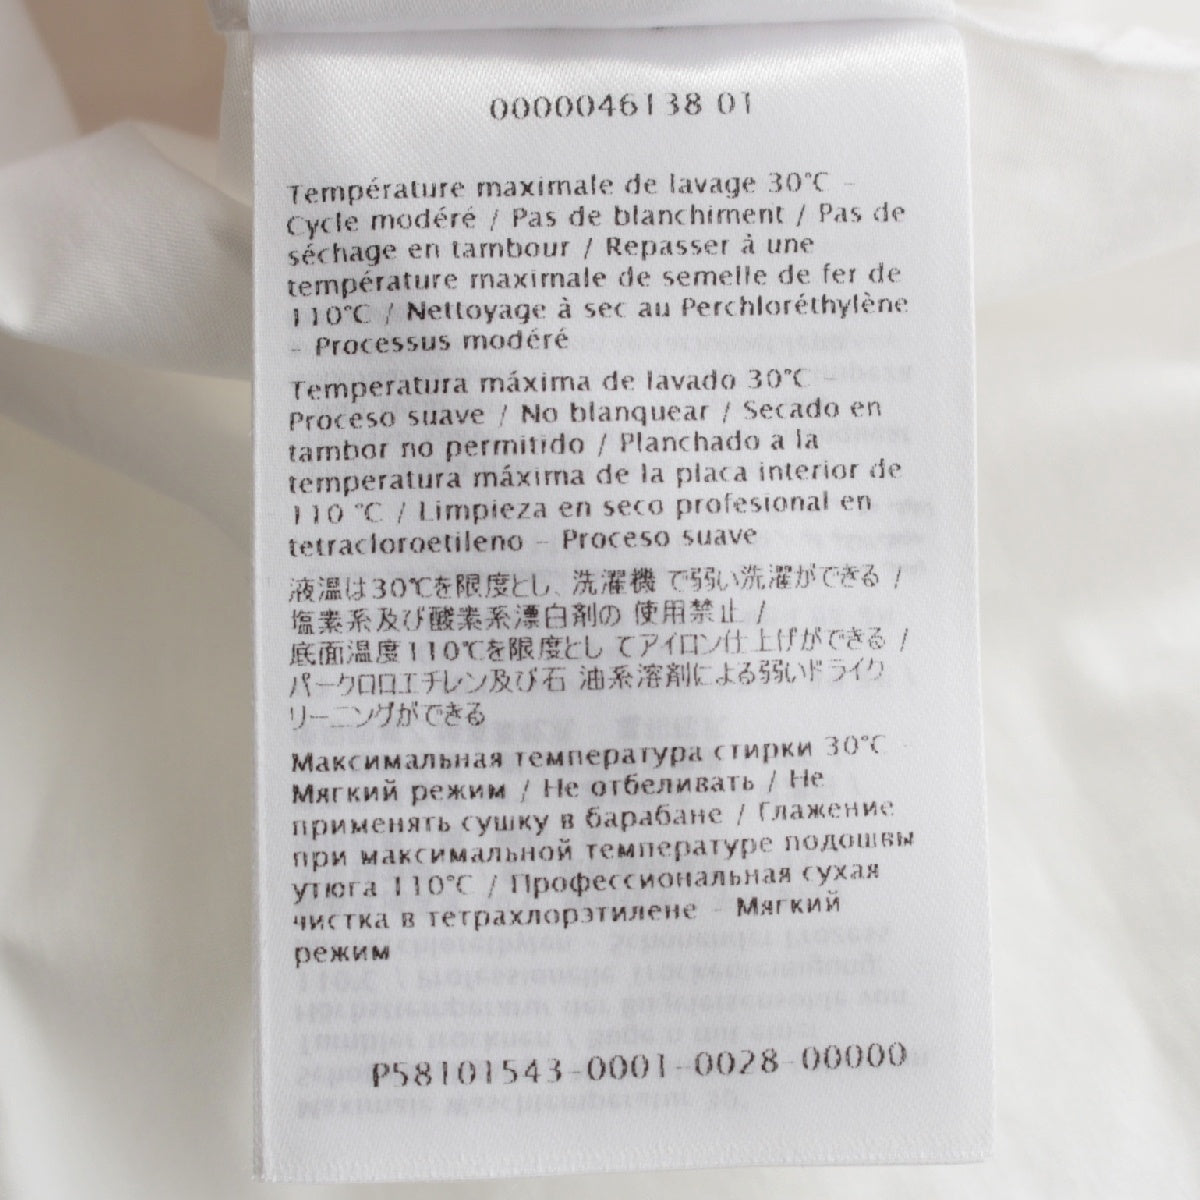 0000046138 01
Température maximale de lavage 30°C -
Cycle modéré / Pas de blanchiment / Pas de
séchage en tambour / Repasser à une
température maximale de semelle de fer de
110°C / Nettoyage à sec au Perchloréthylène
- Processus modéré
Temperatura máxima de lavado 30°C
Proceso suave / No blanquear / Secado en
tambor no permitido / Planchado a la
temperatura máxima de la placa interior de
110 °C / Limpieza en seco profesional en
tetracloroetileno - Proceso suave
液温は30℃を限度とし、洗濯機 で弱い洗濯ができる /
塩素系及び酸素系漂白剤の 使用禁止 /
底面温度110℃を限度とし てアイロン仕上げができる /
パークロロエチレン及び石 油系溶剤による弱いドライク
リーニングができる
Максимальная температура стирки 30°C -
Мягкий режим / Не отбеливать / Не
применять сушку в барабане / Глажение
при максимальной температуре подошвы
утюга 110°C / Профессиональная сухая
чистка в тетрахлорэтилене - Мягкий
режим
P58101543-0001-0028-00000